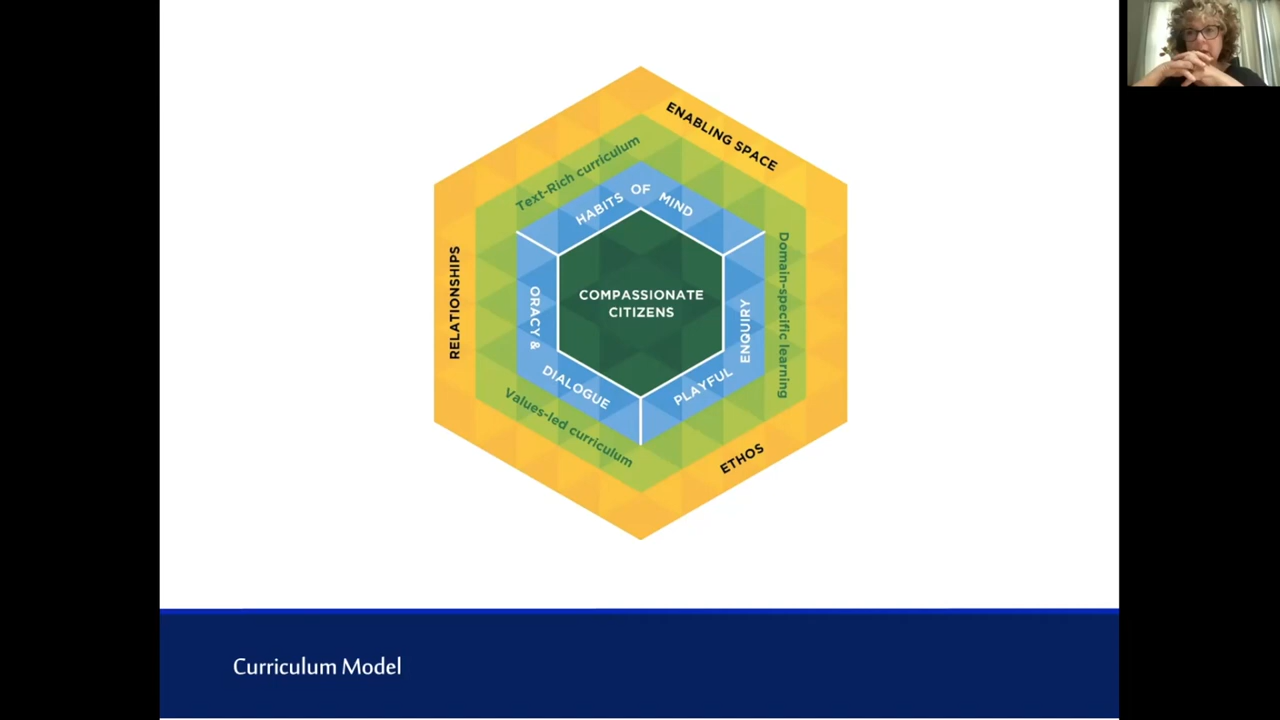 ENABLING SPACE
Text-Rich curriculum
HABITS OF MIND
RELATIONSHIPS
COMPASSIONATE
CITIZENS
ORACY &
DIALOGUE
PLAYFUL
ENQUIRY
Domain-specific learning
Values-led curriculum
ETHOS
Curriculum Model